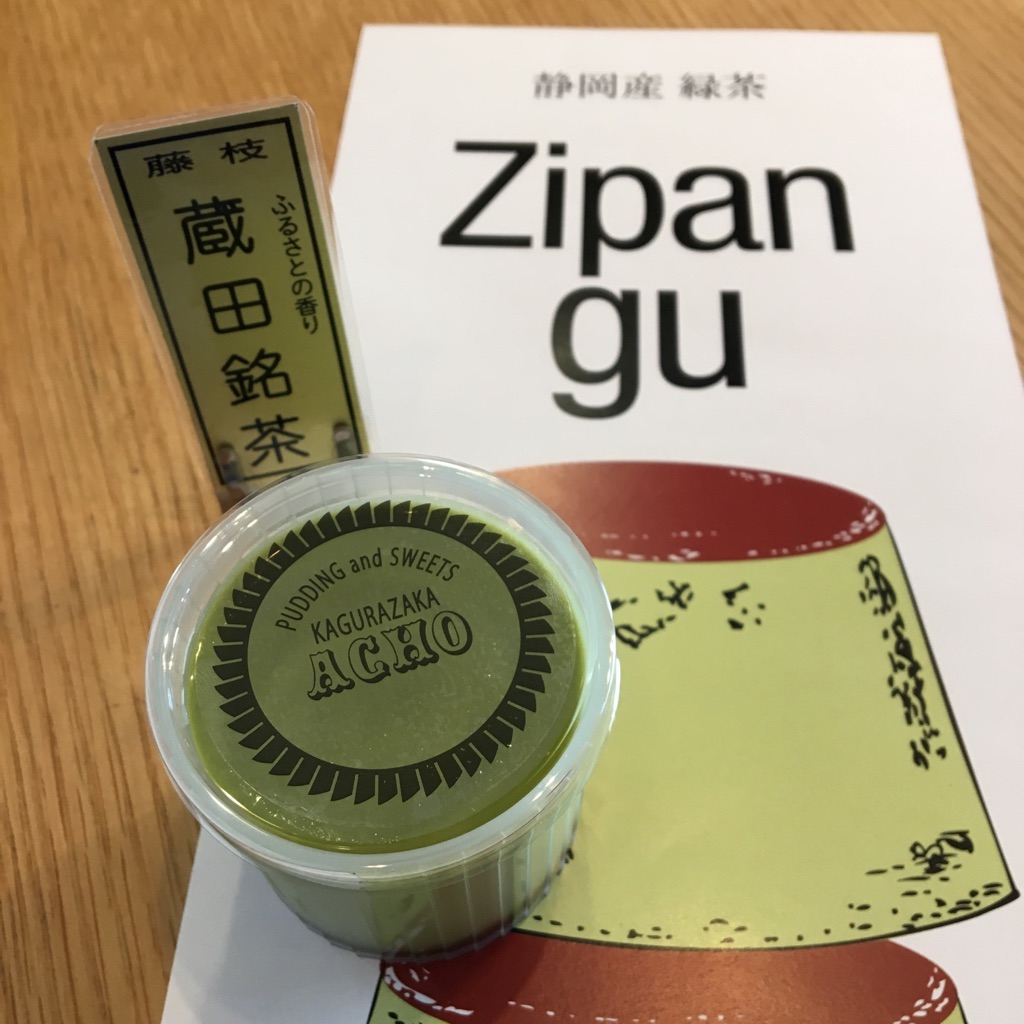 静岡産 緑茶
Zipan
gu
藤枝
ふるさとの香り
蔵田銘茶
PUDDING and SWEETS
KAGURAZAKA
ACHO